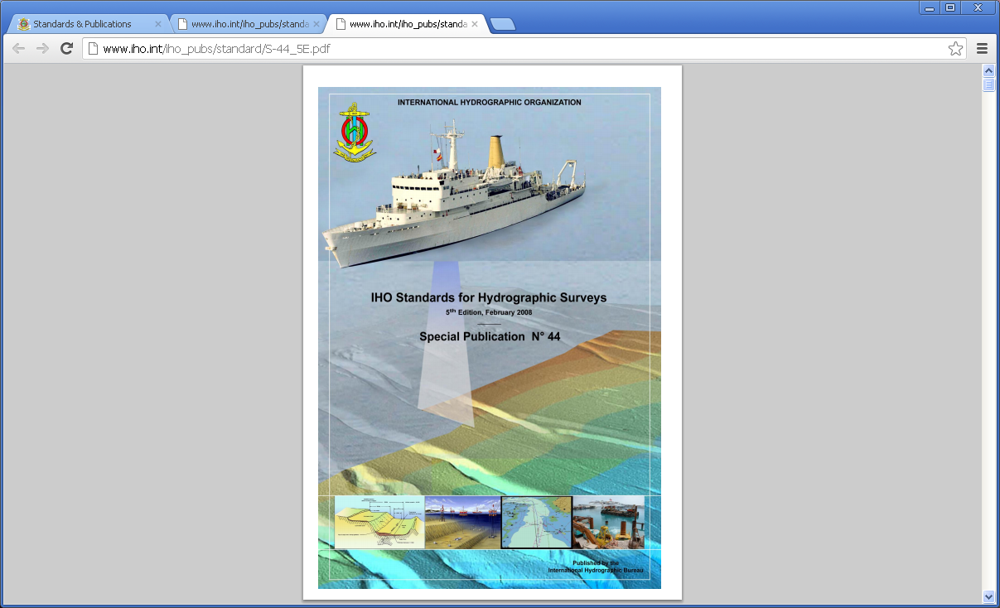 Standards & Publications
www.iho.int/iho_pubs/standa
www.iho.int/iho_pubs/standa
www.iho.int/iho_pubs/standard/S-44_5E.pdf
INTERNATIONAL HYDROGRAPHIC ORGANIZATION
IHO Standards for Hydrographic Surveys
5th Edition, February 2008
Special Publication N° 44
Published by the
International Hydrographic Bureau